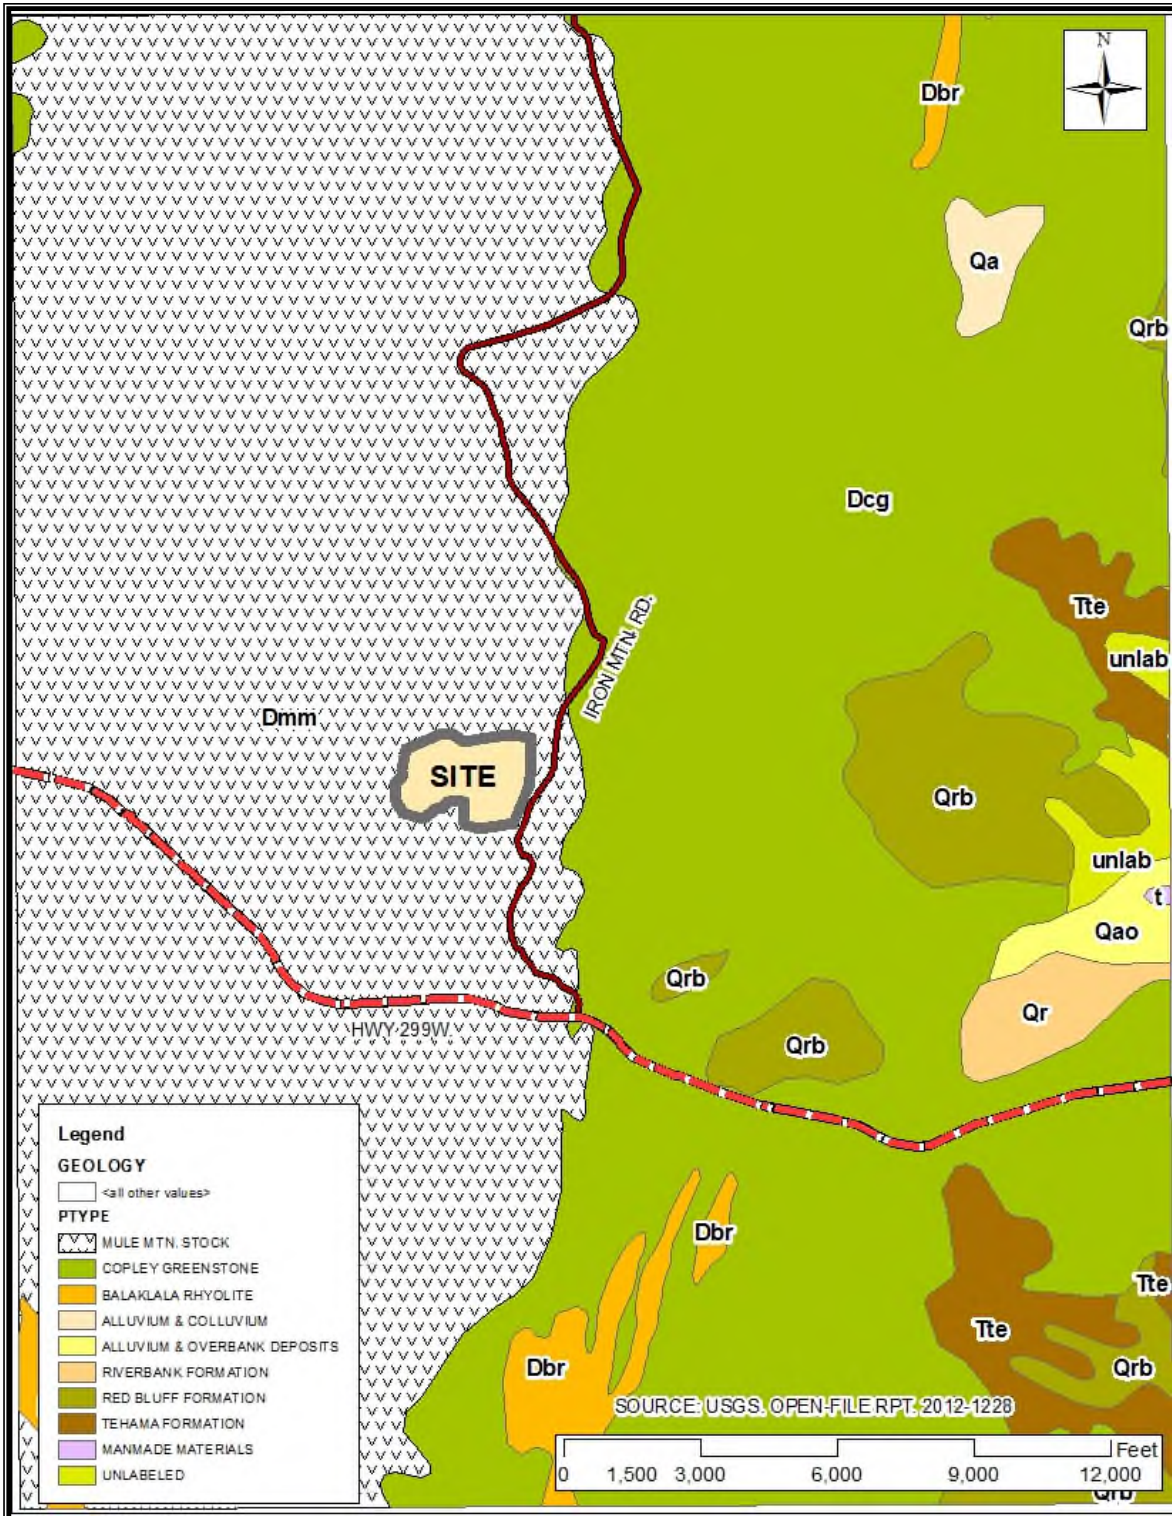 N
Dbr
Qa
Qrb
Dcg
Tte
unlab
IRON MTN. RD.
Dmm
SITE
Qrb
unlab
t
Qao
Qrb
Qr
HWY 299W.
Qrb
Legend
GEOLOGY
<all other values>
PTYPE
MULE MTN. STOCK
COPLEY GREENSTONE
BALAKLALA RHYOLITE
ALLUVIUM & COLLUVIUM
ALLUVIUM & OVERBANK DEPOSITS
RIVERBANK FORMATION
RED BLUFF FORMATION
TEHAMA FORMATION
MANMADE MATERIALS
UNLABELED
Dbr
Tte
Tte
Dbr
Qrb
SOURCE: USGS. OPEN-FILE RPT. 2012-1228
Feet
0 1,500 3,000 6,000 9,000 12,000
Qrb